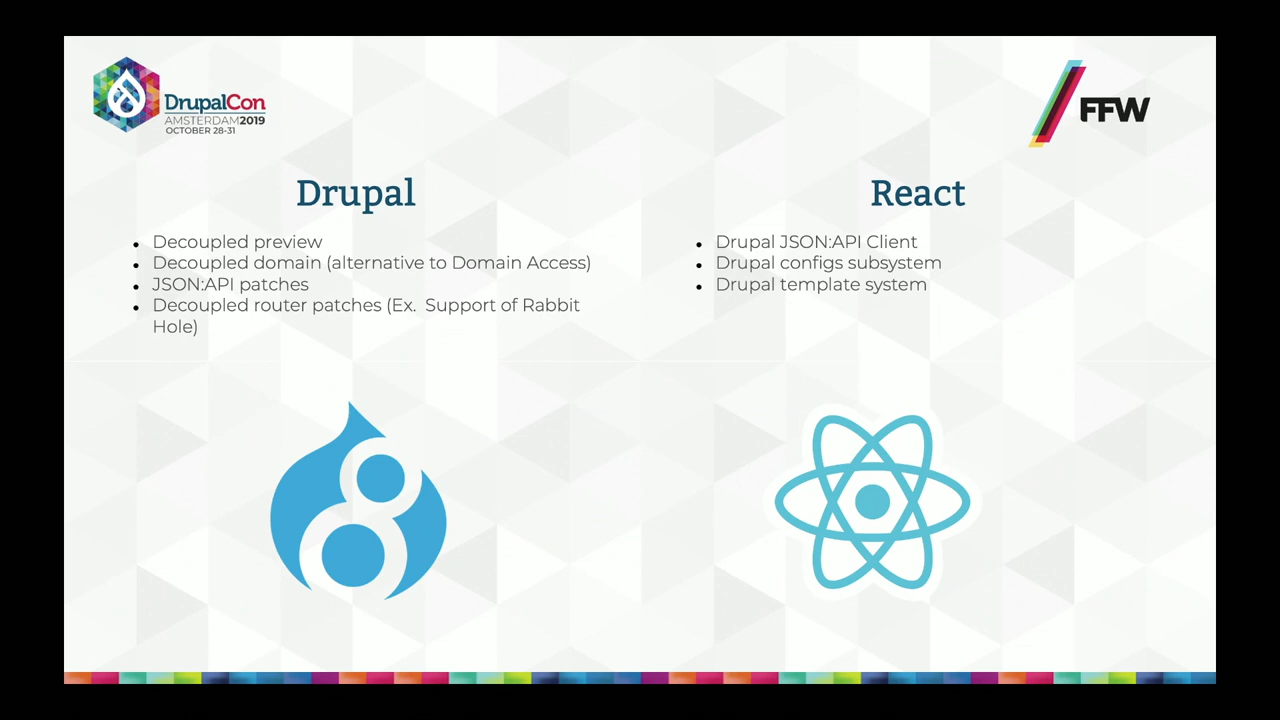 DrupalCon
AMSTERDAM2019
OCTOBER 28-31
FFW
Drupal
• Decoupled preview
• Decoupled domain (alternative to Domain Access)
• JSON:API patches
• Decoupled router patches (Ex.  Support of Rabbit
Hole)
React
• Drupal JSON:API Client
• Drupal configs subsystem
• Drupal template system
8